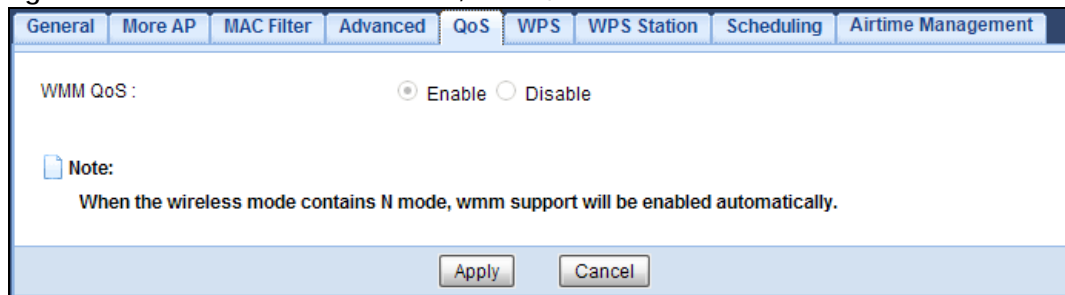 General More AP MAC Filter Advanced QoS WPS WPS Station Scheduling Airtime Management
WMM QoS : Enable Disable
Note:
When the wireless mode contains N mode, wmm support will be enabled automatically.
Apply Cancel